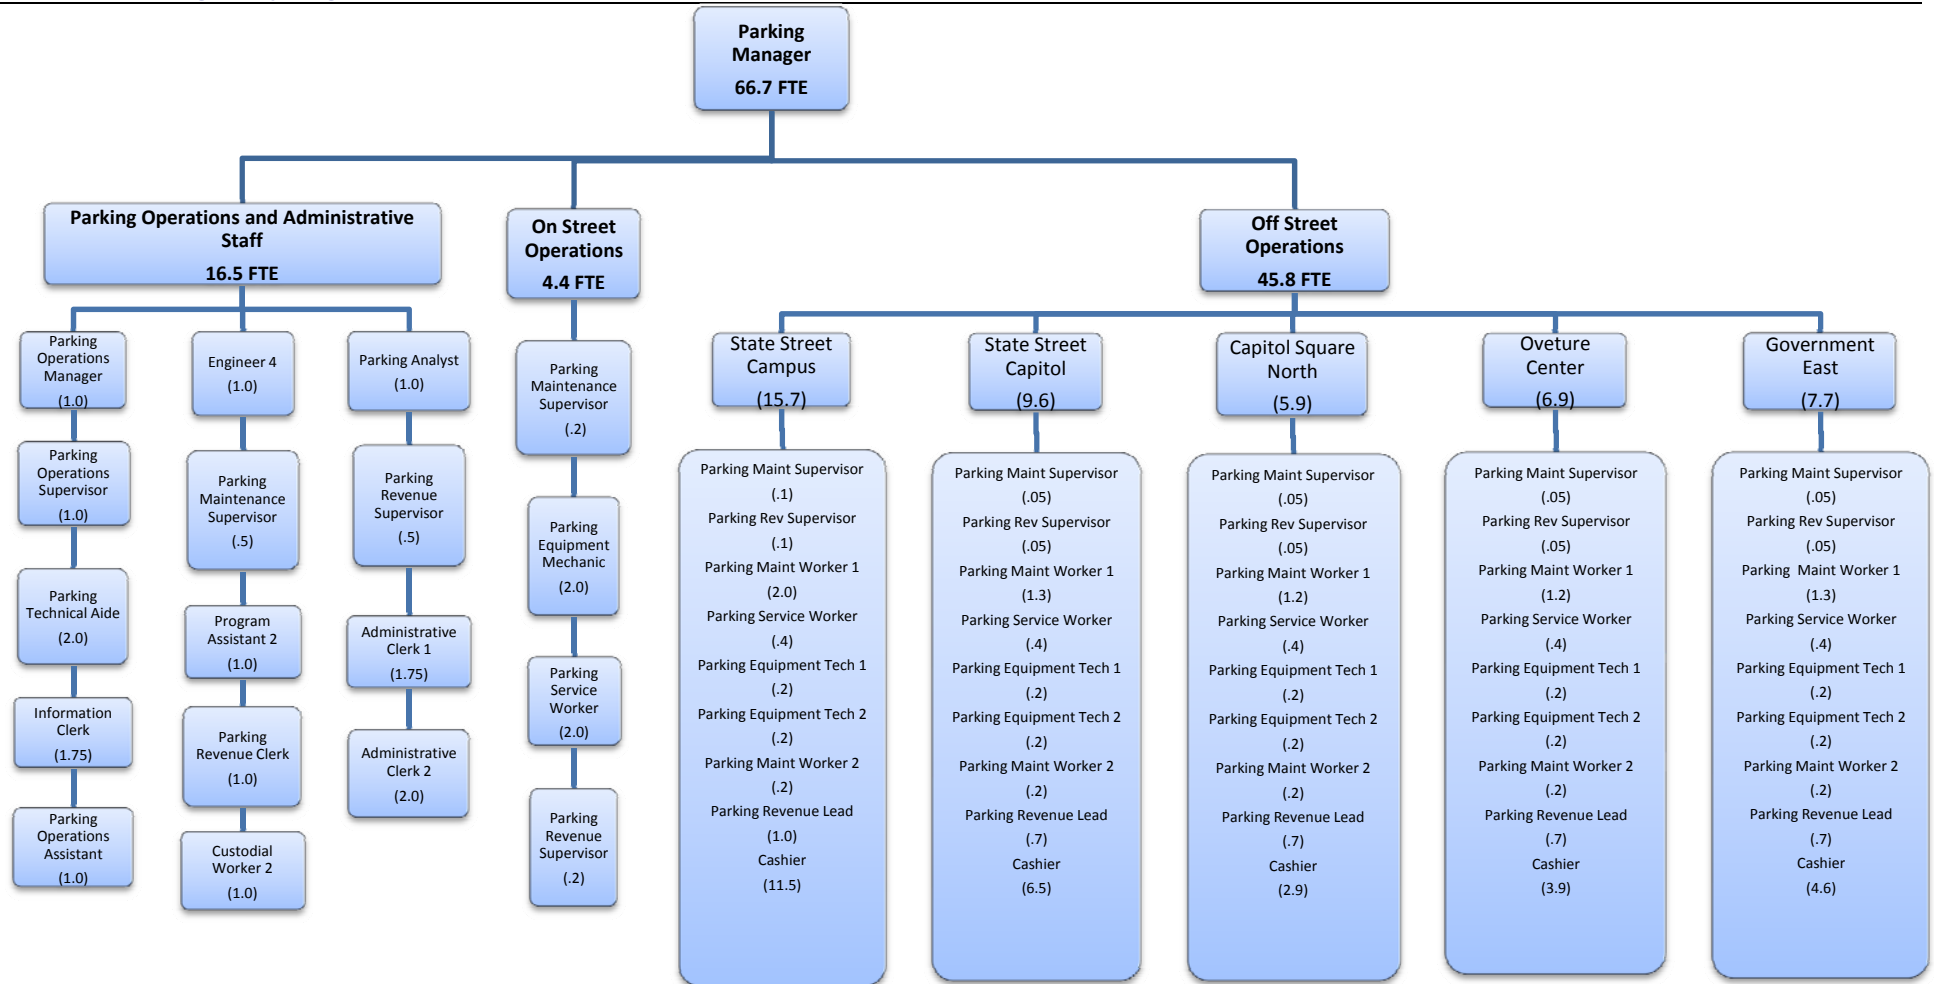 Parking
Manager
66.7 FTE
Parking Operations and Administrative
Staff
16.5 FTE
On Street
Operations
4.4 FTE
Off Street
Operations
45.8 FTE
Parking
Operations
Manager
(1.0)
Parking
Operations
Supervisor
(1.0)
Parking
Technical Aide
(2.0)
Information
Clerk
(1.75)
Parking
Operations
Assistant
(1.0)
Engineer 4
(1.0)
Parking
Maintenance
Supervisor
(.5)
Program
Assistant 2
(1.0)
Parking
Revenue Clerk
(1.0)
Custodial
Worker 2
(1.0)
Parking Analyst
(1.0)
Parking
Revenue
Supervisor
(.5)
Administrative
Clerk 1
(1.75)
Administrative
Clerk 2
(2.0)
Parking
Maintenance
Supervisor
(.2)
Parking
Equipment
Mechanic
(2.0)
Parking
Service
Worker
(2.0)
Parking
Revenue
Supervisor
(.2)
State Street
Campus
(15.7)
Parking Maint Supervisor
(.1)
Parking Rev Supervisor
(.1)
Parking Maint Worker 1
(2.0)
Parking Service Worker
(.4)
Parking Equipment Tech 1
(.2)
Parking Equipment Tech 2
(.2)
Parking Maint Worker 2
(.2)
Parking Revenue Lead
(1.0)
Cashier
(11.5)
State Street
Capitol
(9.6)
Parking Maint Supervisor
(.05)
Parking Rev Supervisor
(.05)
Parking Maint Worker 1
(1.3)
Parking Service Worker
(.4)
Parking Equipment Tech 1
(.2)
Parking Equipment Tech 2
(.2)
Parking Maint Worker 2
(.2)
Parking Revenue Lead
(.7)
Cashier
(6.5)
Capitol Square
North
(5.9)
Parking Maint Supervisor
(.05)
Parking Rev Supervisor
(.05)
Parking Maint Worker 1
(1.2)
Parking Service Worker
(.4)
Parking Equipment Tech 1
(.2)
Parking Equipment Tech 2
(.2)
Parking Maint Worker 2
(.2)
Parking Revenue Lead
(.7)
Cashier
(2.9)
Oveture
Center
(6.9)
Parking Maint Supervisor
(.05)
Parking Rev Supervisor
(.05)
Parking Maint Worker 1
(1.2)
Parking Service Worker
(.4)
Parking Equipment Tech 1
(.2)
Parking Equipment Tech 2
(.2)
Parking Maint Worker 2
(.2)
Parking Revenue Lead
(.7)
Cashier
(3.9)
Government
East
(7.7)
Parking Maint Supervisor
(.05)
Parking Rev Supervisor
(.05)
Parking  Maint Worker 1
(1.3)
Parking Service Worker
(.4)
Parking Equipment Tech 1
(.2)
Parking Equipment Tech 2
(.2)
Parking Maint Worker 2
(.2)
Parking Revenue Lead
(.7)
Cashier
(4.6)